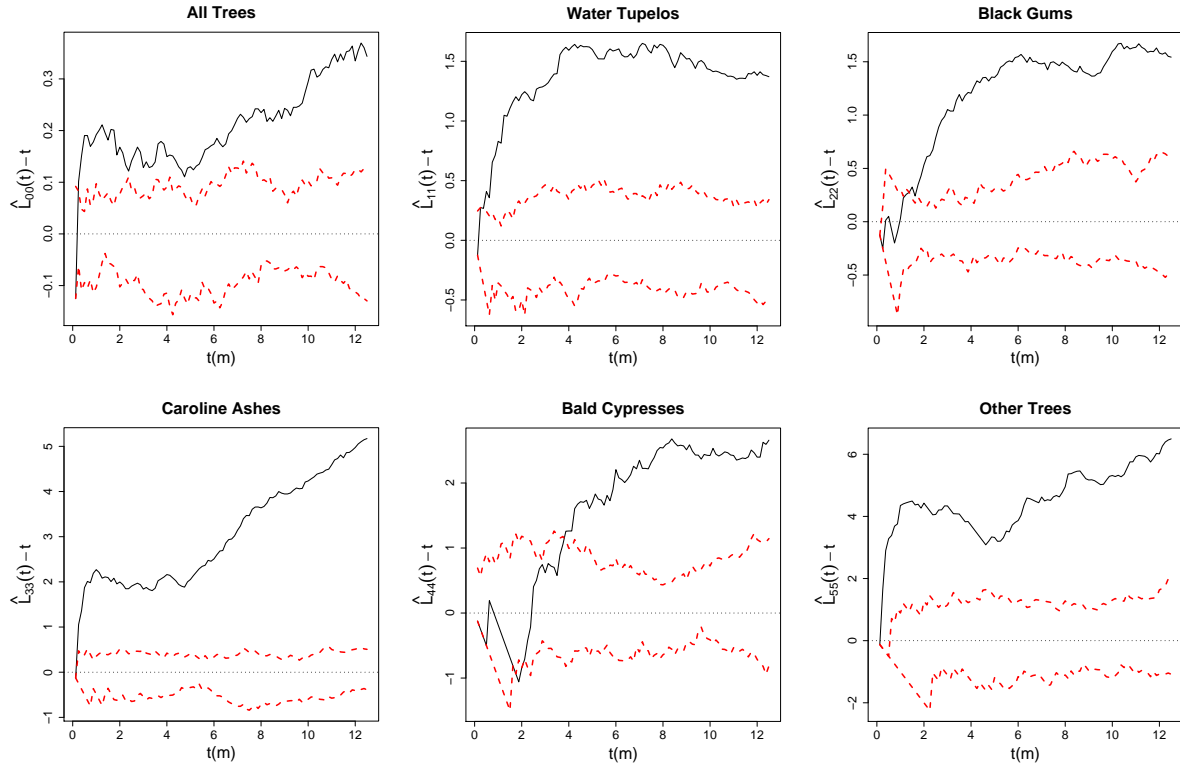 All Trees
L̂₀₀(t) − t
−0.1 0.0 0.1 0.2 0.3
0 2 4 6 8 10 12
t(m)
Water Tupelos
L̂₁₁(t) − t
−0.5 0.0 0.5 1.0 1.5
0 2 4 6 8 10 12
t(m)
Black Gums
L̂₂₂(t) − t
−0.5 0.0 0.5 1.0 1.5
0 2 4 6 8 10 12
t(m)
Caroline Ashes
L̂₃₃(t) − t
−1 0 1 2 3 4 5
0 2 4 6 8 10 12
t(m)
Bald Cypresses
L̂₄₄(t) − t
−1 0 1 2
0 2 4 6 8 10 12
t(m)
Other Trees
L̂₅₅(t) − t
−2 0 2 4 6
0 2 4 6 8 10 12
t(m)